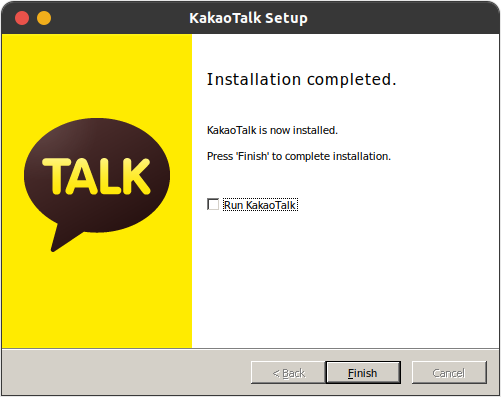 KakaoTalk Setup
Installation completed.
KakaoTalk is now installed.
Press 'Finish' to complete installation.
TALK
Run KakaoTalk
< Back
Finish
Cancel